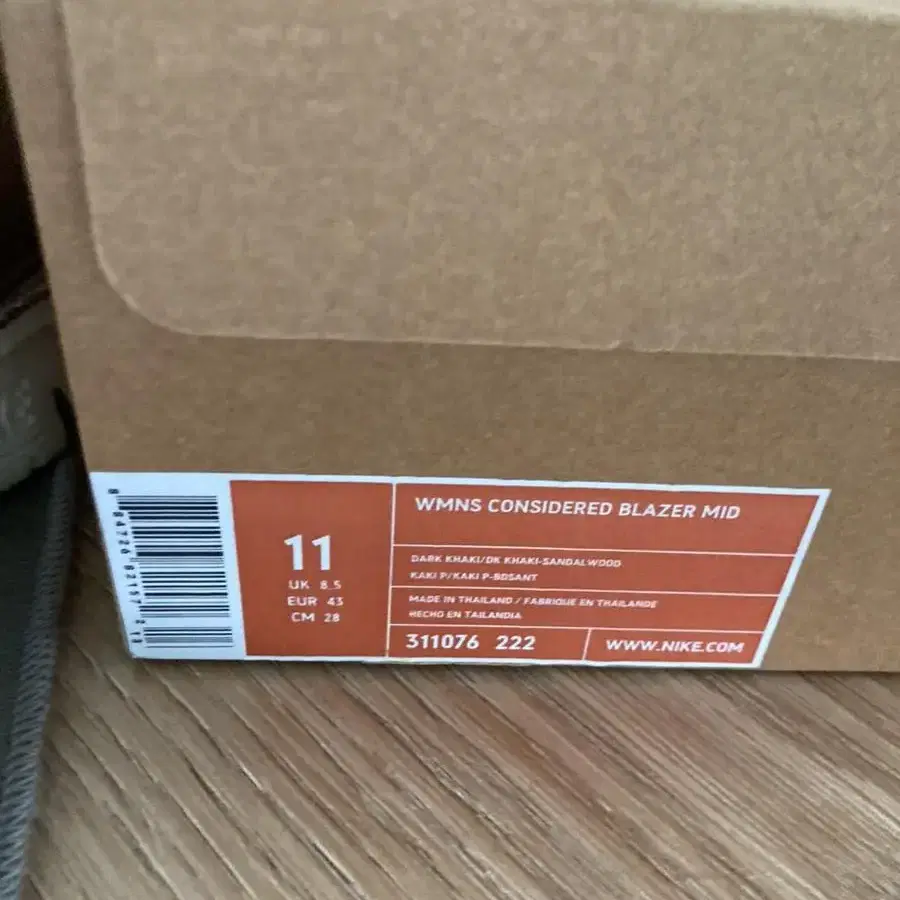 WMNS CONSIDERED BLAZER MID
11
UK 8.5
EUR 43
CM 28
DARK KHAKI/DK KHAKI-SANDALWOOD
KAKI P/KAKI P-BDSANT
MADE IN THAILAND / FABRIQUE EN THAILANDE
HECHO EN TAILANDIA
311076 222
WWW.NIKE.COM